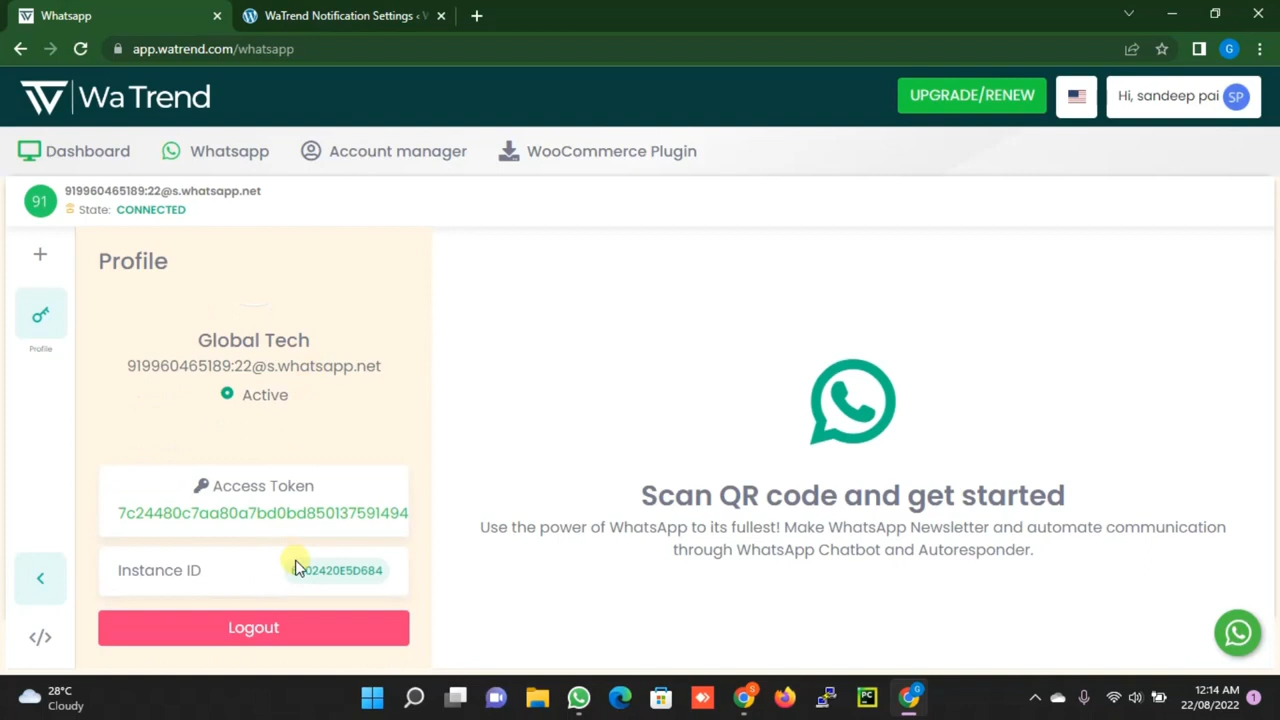 Whatsapp
WaTrend Notification Settings ‹
app.watrend.com/whatsapp
G
WaTrend
UPGRADE/RENEW
Hi, sandeep pai SP
Dashboard
Whatsapp
Account manager
WooCommerce Plugin
91
919960465189:22@s.whatsapp.net
State: CONNECTED
Profile
Profile
Global Tech
919960465189:22@s.whatsapp.net
Active
Access Token
7c24480c7aa80a7bd0bd850137591494
Instance ID
02420E5D684
Logout
Scan QR code and get started
Use the power of WhatsApp to its fullest! Make WhatsApp Newsletter and automate communication
through WhatsApp Chatbot and Autoresponder.
28°C
Cloudy
12:14 AM
22/08/2022
1